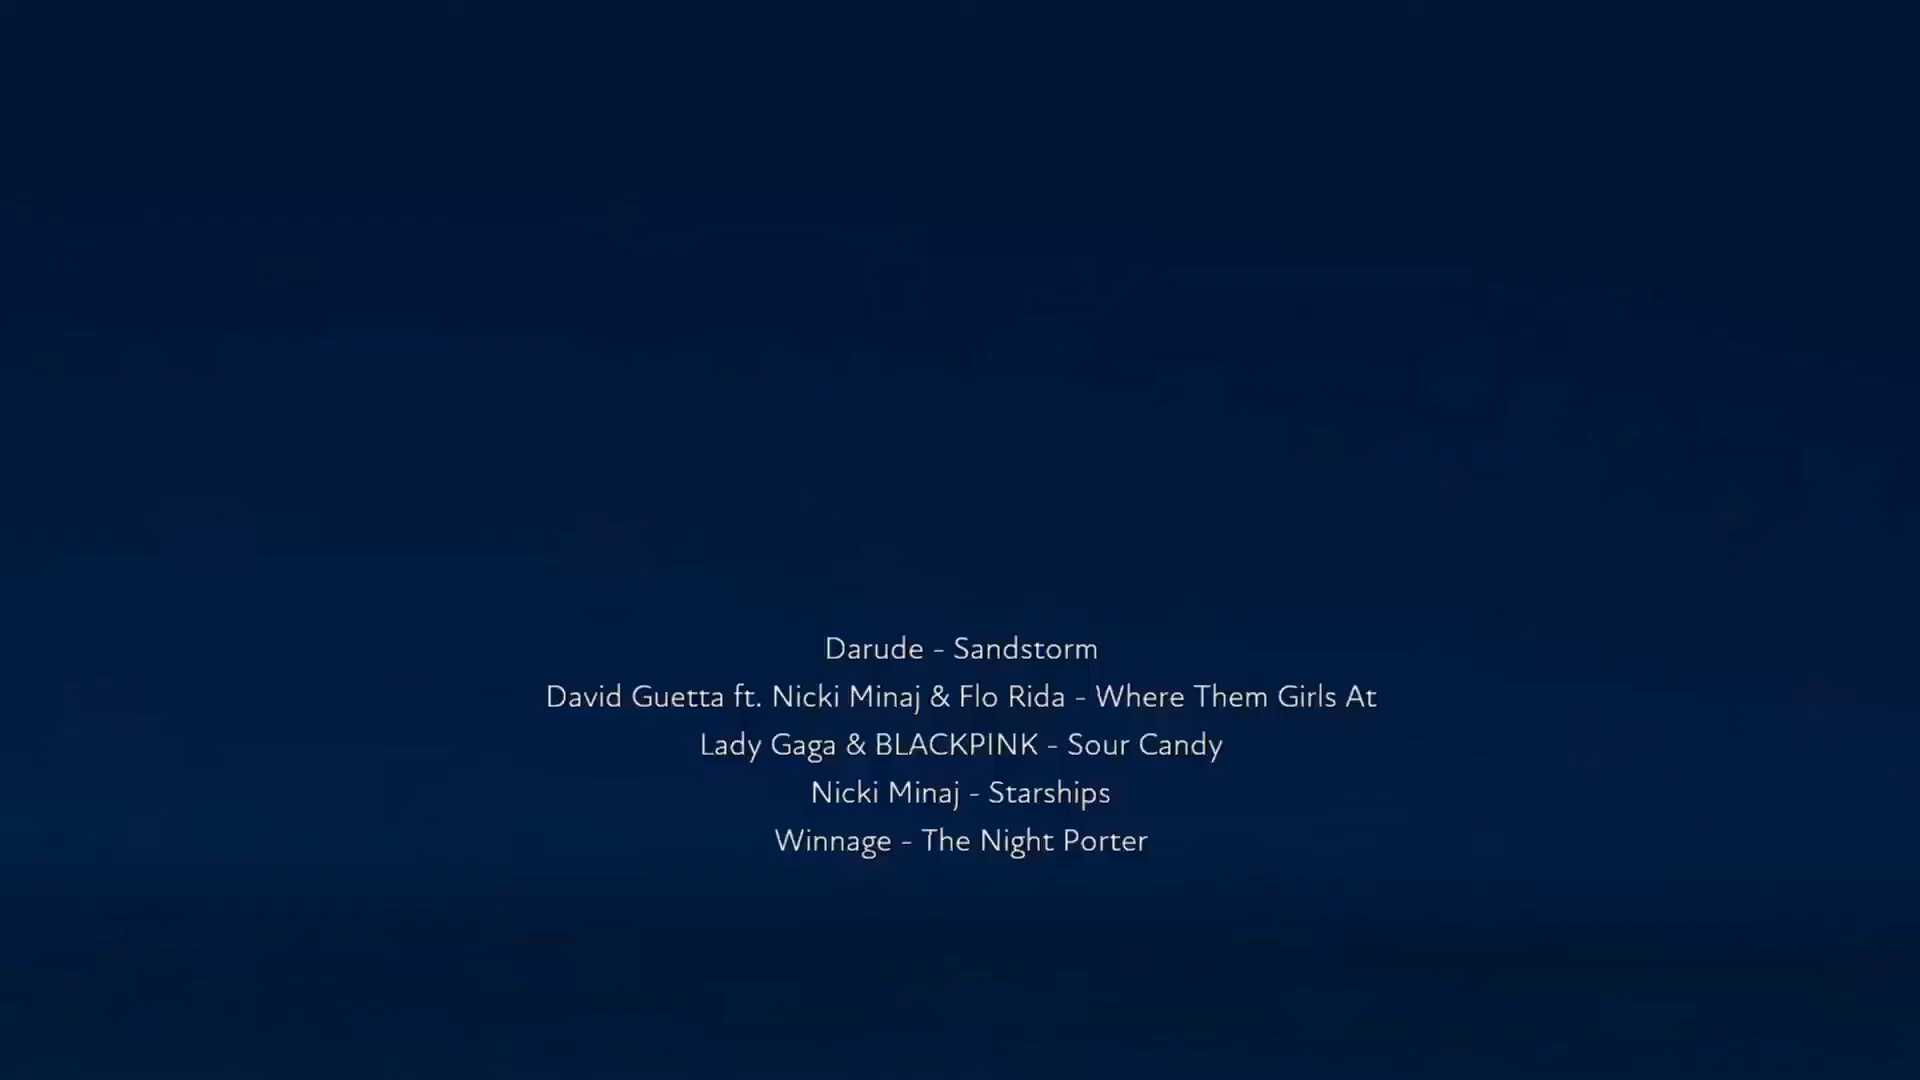 Darude - Sandstorm
David Guetta ft. Nicki Minaj & Flo Rida - Where Them Girls At
Lady Gaga & BLACKPINK - Sour Candy
Nicki Minaj - Starships
Winnage - The Night Porter